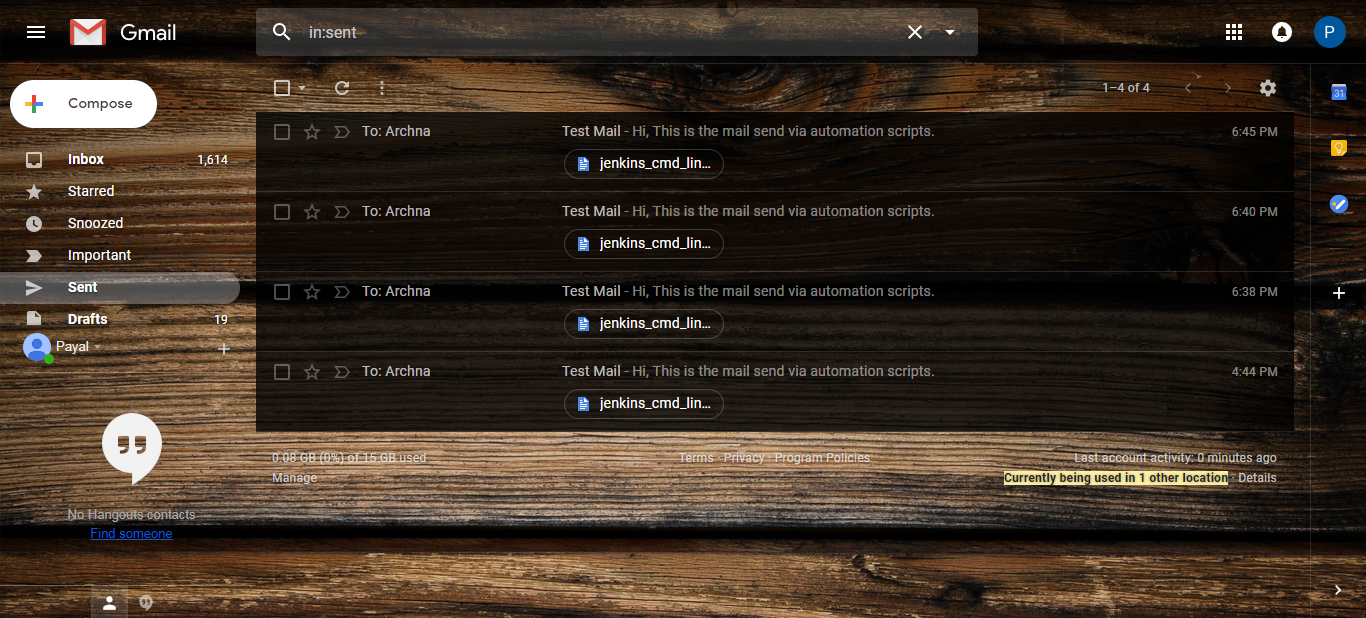 Gmail
in:sent
P
Compose
1–4 of 4
31
Inbox 1,614
Starred
Snoozed
Important
Sent
Drafts 19
Payal
To: Archna Test Mail - Hi, This is the mail send via automation scripts. 6:45 PM
jenkins_cmd_lin...
To: Archna Test Mail - Hi, This is the mail send via automation scripts. 6:40 PM
jenkins_cmd_lin...
To: Archna Test Mail - Hi, This is the mail send via automation scripts. 6:38 PM
jenkins_cmd_lin...
To: Archna Test Mail - Hi, This is the mail send via automation scripts. 4:44 PM
jenkins_cmd_lin...
0.08 GB (0%) of 15 GB used
Manage
Terms · Privacy · Program Policies
Last account activity: 0 minutes ago
Currently being used in 1 other location · Details
No Hangouts contacts
Find someone